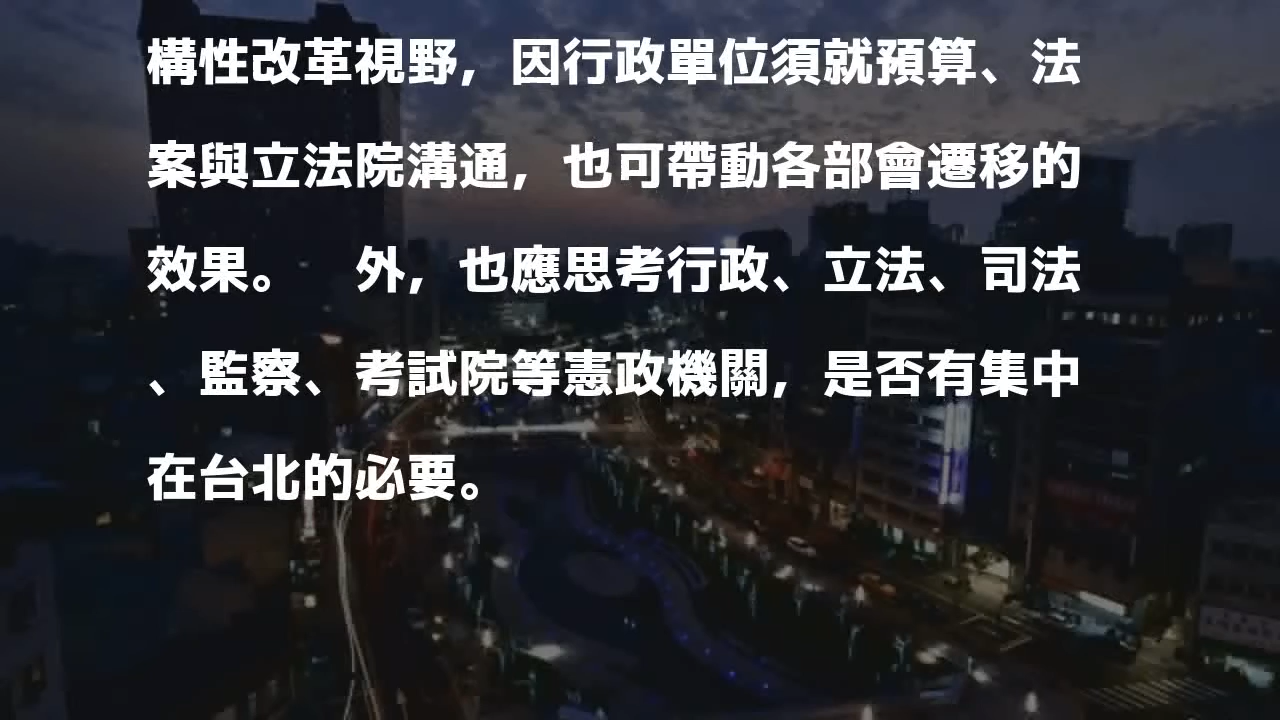 構性改革視野，因行政單位須就預算、法
案與立法院溝通，也可帶動各部會遷移的
效果。　外，也應思考行政、立法、司法
、監察、考試院等憲政機關，是否有集中
在台北的必要。